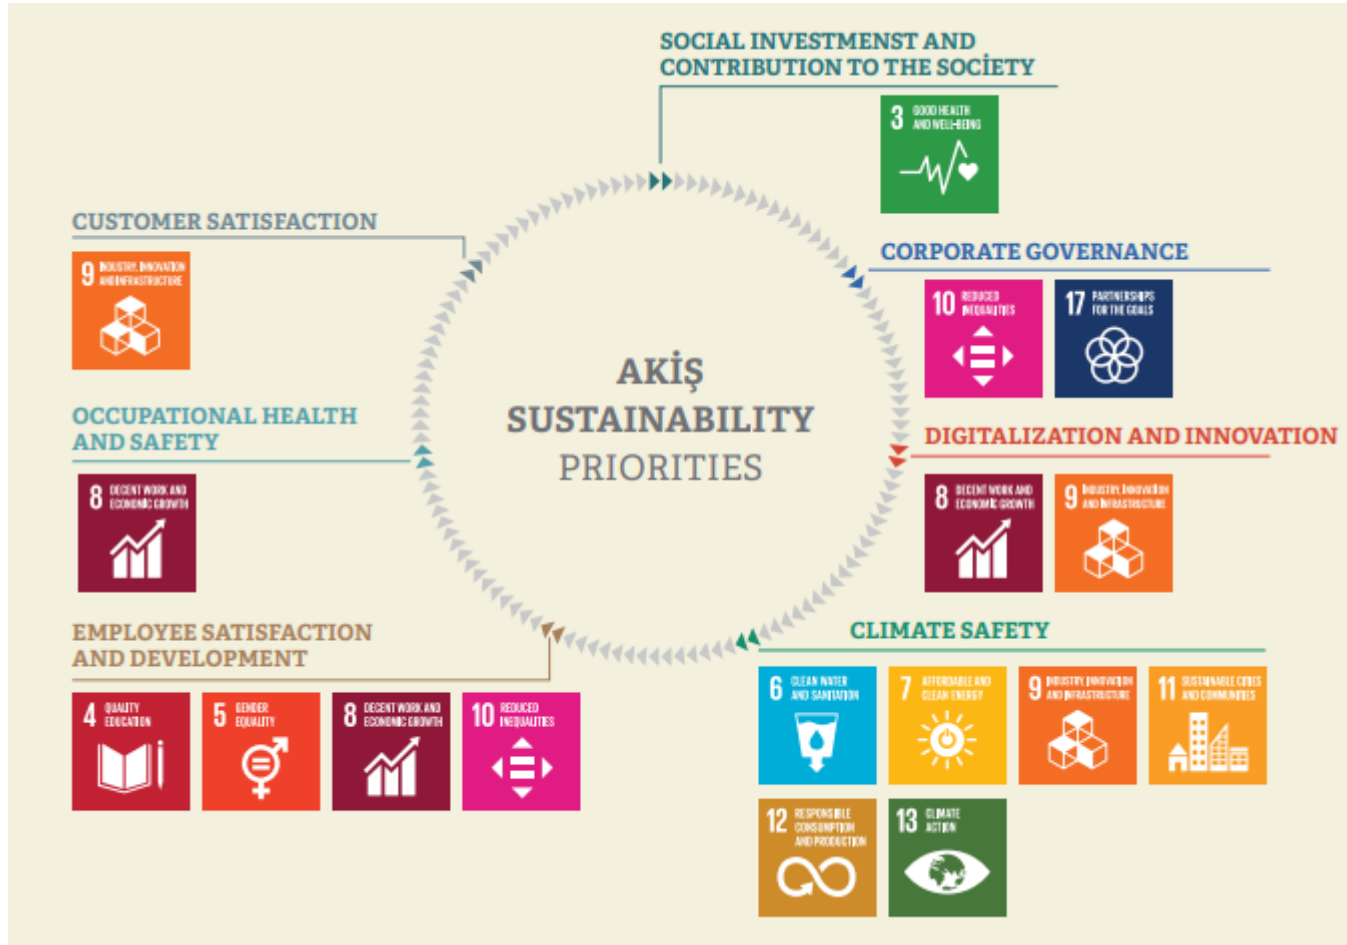 SOCIAL INVESTMENST AND
CONTRIBUTION TO THE SOCİETY
3 GOOD HEALTH
AND WELL-BEING
CUSTOMER SATISFACTION
9 INDUSTRY, INNOVATION
AND INFRASTRUCTURE
CORPORATE GOVERNANCE
10 REDUCED
INEQUALITIES
17 PARTNERSHIPS
FOR THE GOALS
AKİŞ
SUSTAINABILITY
PRIORITIES
OCCUPATIONAL HEALTH
AND SAFETY
8 DECENT WORK AND
ECONOMIC GROWTH
DIGITALIZATION AND INNOVATION
8 DECENT WORK AND
ECONOMIC GROWTH
9 INDUSTRY, INNOVATION
AND INFRASTRUCTURE
EMPLOYEE SATISFACTION
AND DEVELOPMENT
4 QUALITY
EDUCATION
5 GENDER
EQUALITY
8 DECENT WORK AND
ECONOMIC GROWTH
10 REDUCED
INEQUALITIES
CLIMATE SAFETY
6 CLEAN WATER
AND SANITATION
7 AFFORDABLE AND
CLEAN ENERGY
9 INDUSTRY, INNOVATION
AND INFRASTRUCTURE
11 SUSTAINABLE CITIES
AND COMMUNITIES
12 RESPONSIBLE
CONSUMPTION
AND PRODUCTION
13 CLIMATE
ACTION